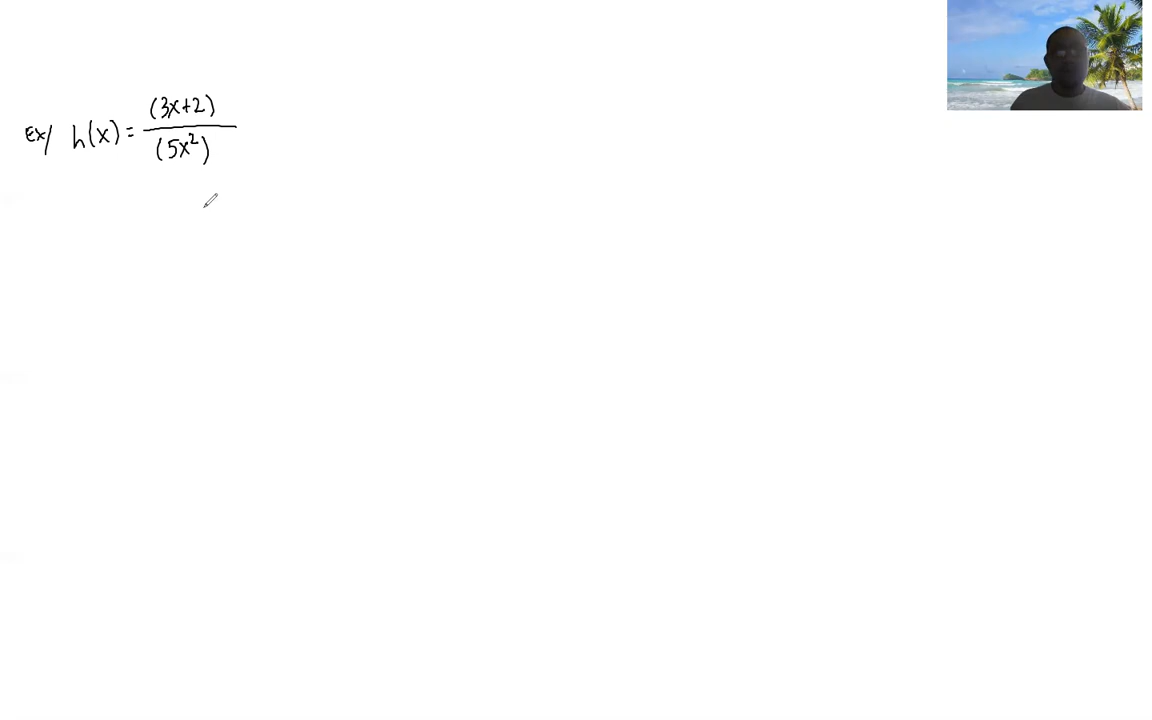 Ex/ h(x) = (3x+2) / (5x²)